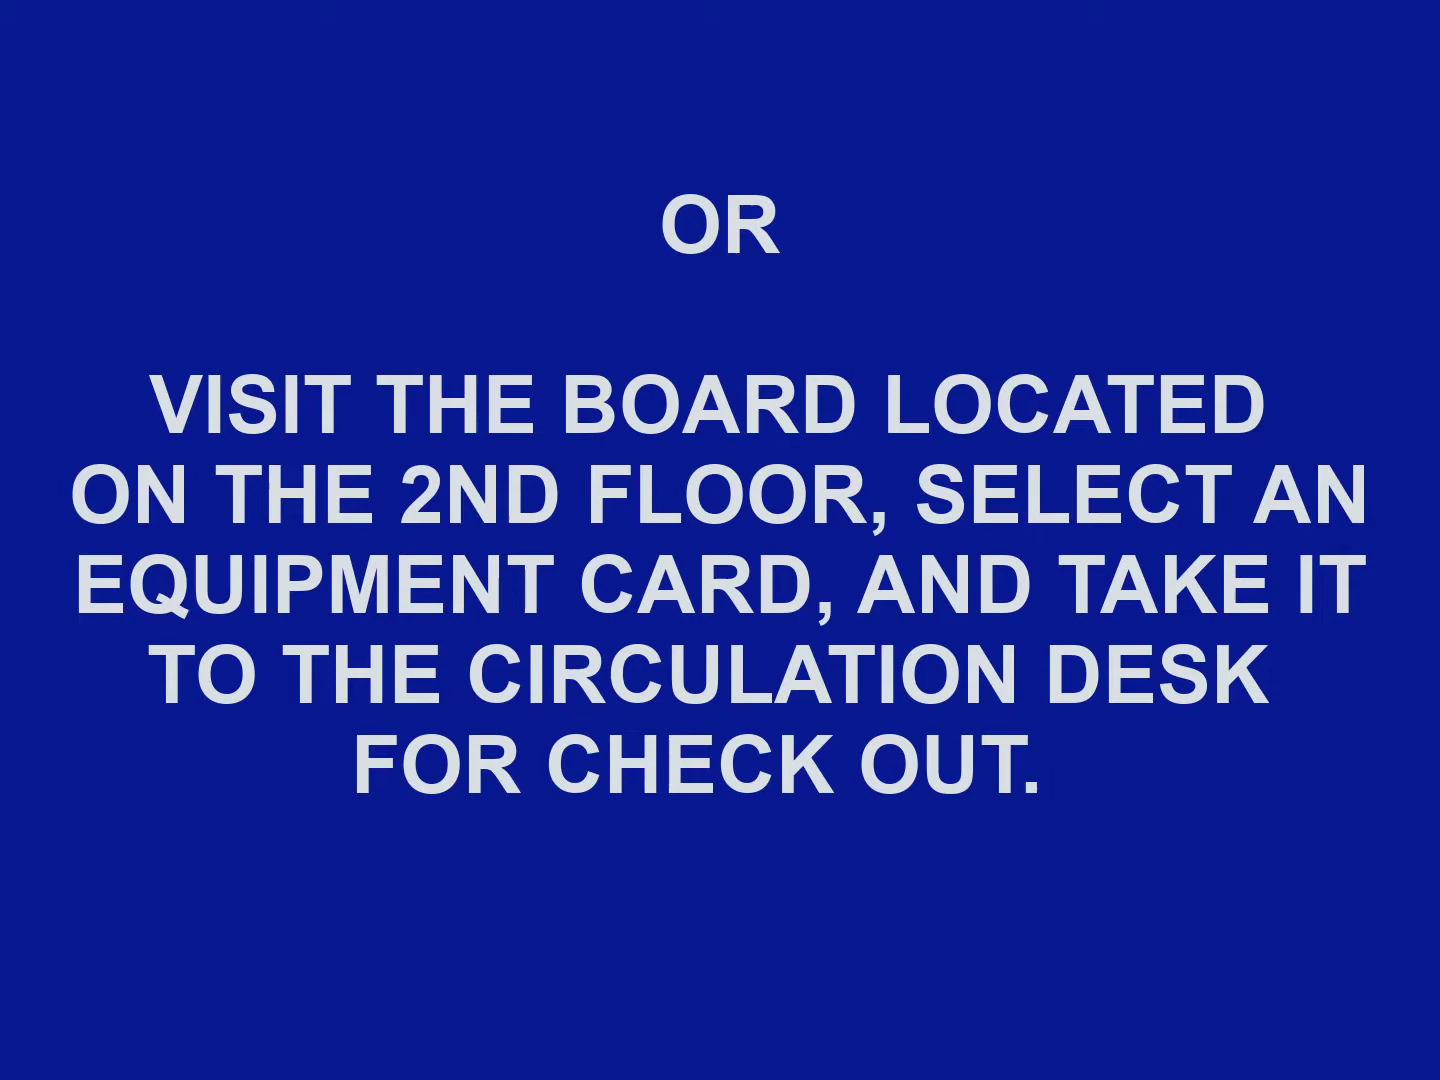 OR
VISIT THE BOARD LOCATED
ON THE 2ND FLOOR, SELECT AN
EQUIPMENT CARD, AND TAKE IT
TO THE CIRCULATION DESK
FOR CHECK OUT.